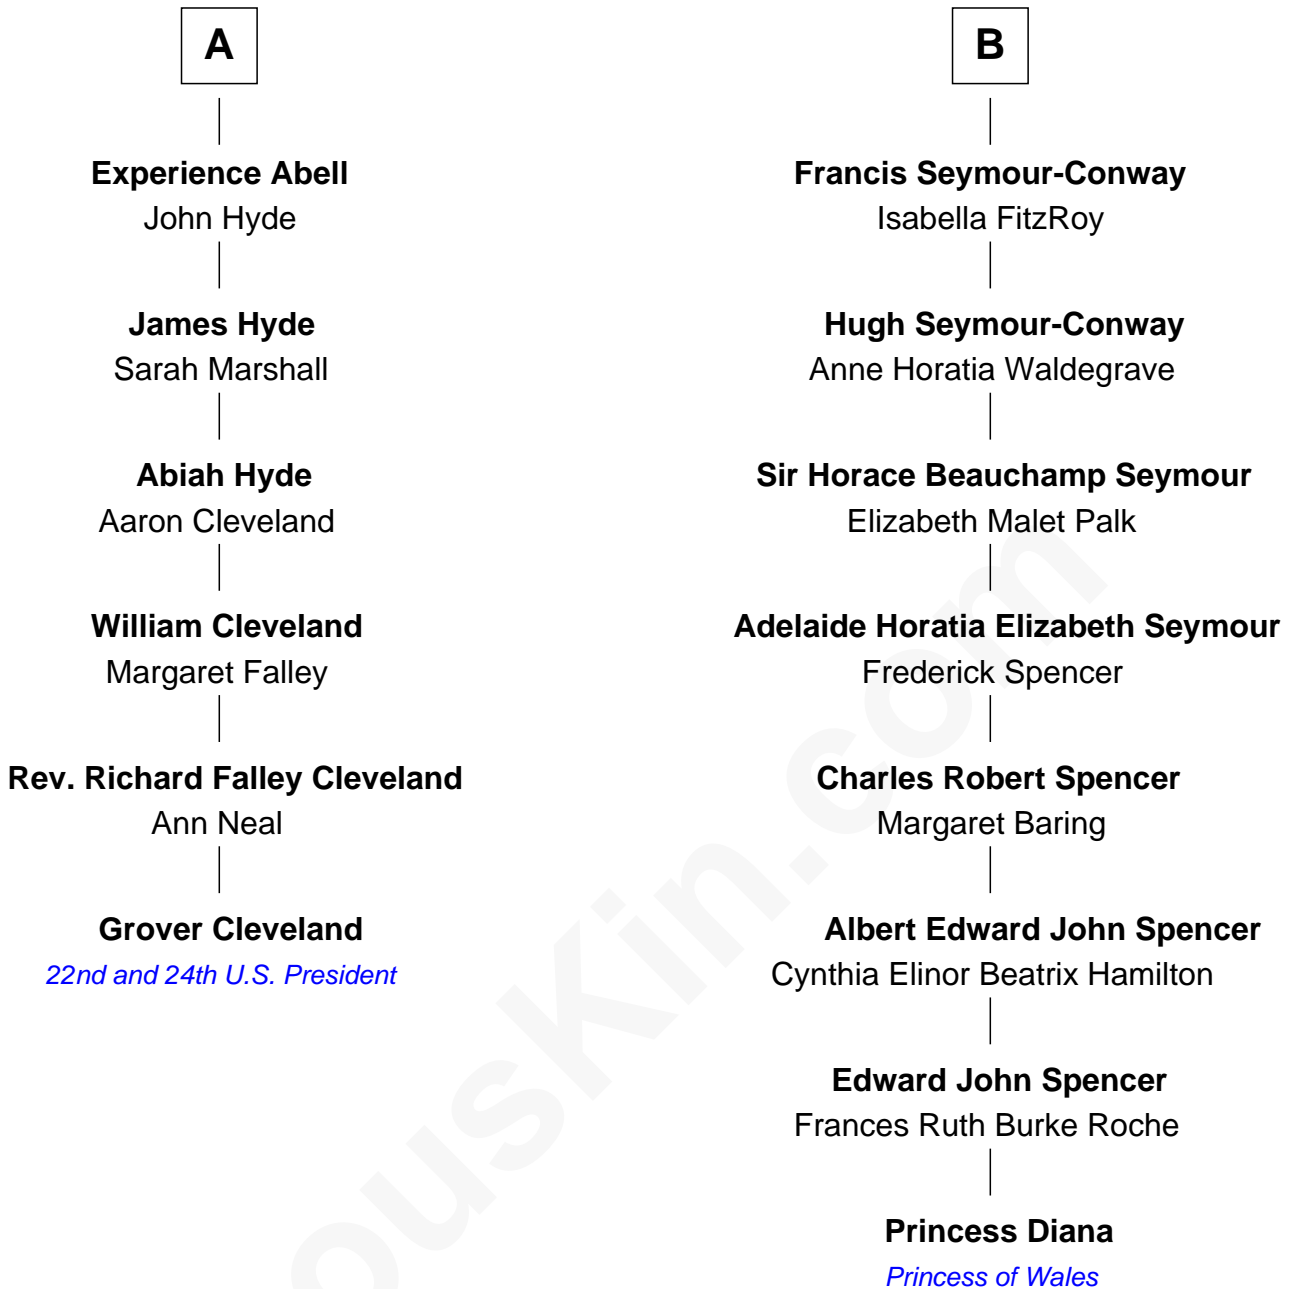 A
Experience Abell
John Hyde
James Hyde
Sarah Marshall
Abiah Hyde
Aaron Cleveland
William Cleveland
Margaret Falley
Rev. Richard Falley Cleveland
Ann Neal
Grover Cleveland
22nd and 24th U.S. President
B
Francis Seymour-Conway
Isabella FitzRoy
Hugh Seymour-Conway
Anne Horatia Waldegrave
Sir Horace Beauchamp Seymour
Elizabeth Malet Palk
Adelaide Horatia Elizabeth Seymour
Frederick Spencer
Charles Robert Spencer
Margaret Baring
Albert Edward John Spencer
Cynthia Elinor Beatrix Hamilton
Edward John Spencer
Frances Ruth Burke Roche
Princess Diana
Princess of Wales
ousKin.com